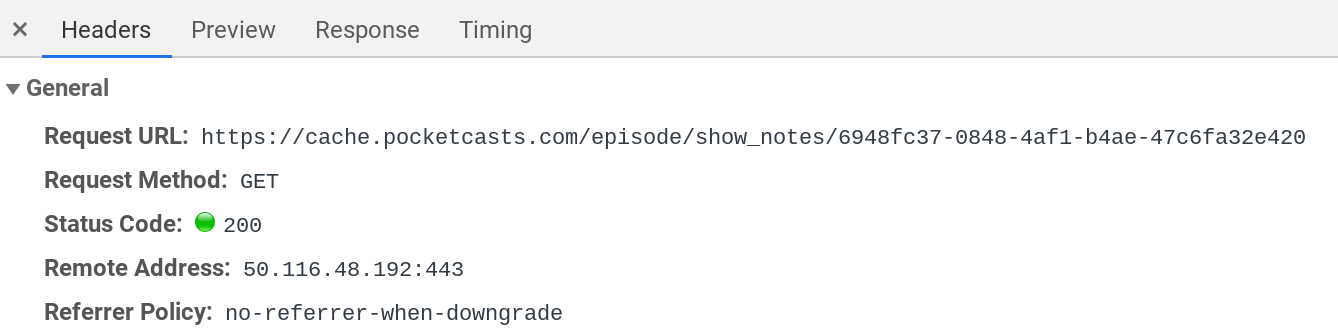 Headers Preview Response Timing
General
Request URL: https://cache.pocketcasts.com/episode/show_notes/6948fc37-0848-4af1-b4ae-47c6fa32e420
Request Method: GET
Status Code: 200
Remote Address: 50.116.48.192:443
Referrer Policy: no-referrer-when-downgrade